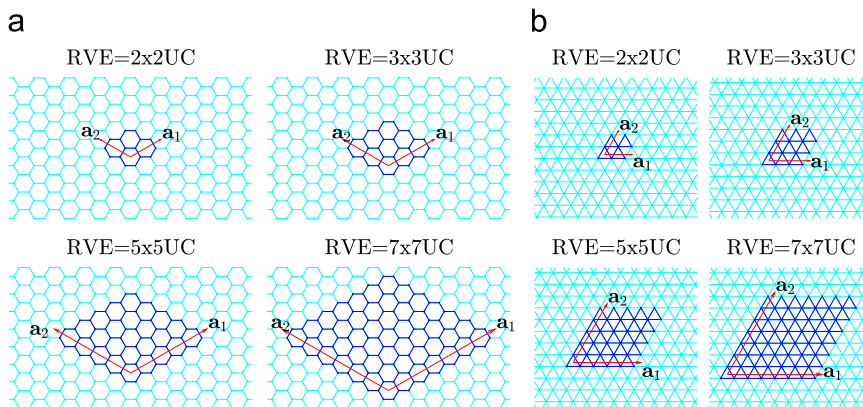 a
b
RVE=2x2UC
RVE=3x3UC
RVE=2x2UC
RVE=3x3UC
a2
a1
a2
a1
a2
a1
a2
a1
RVE=5x5UC
RVE=7x7UC
RVE=5x5UC
RVE=7x7UC
a2
a1
a2
a1
a2
a1
a2
a1